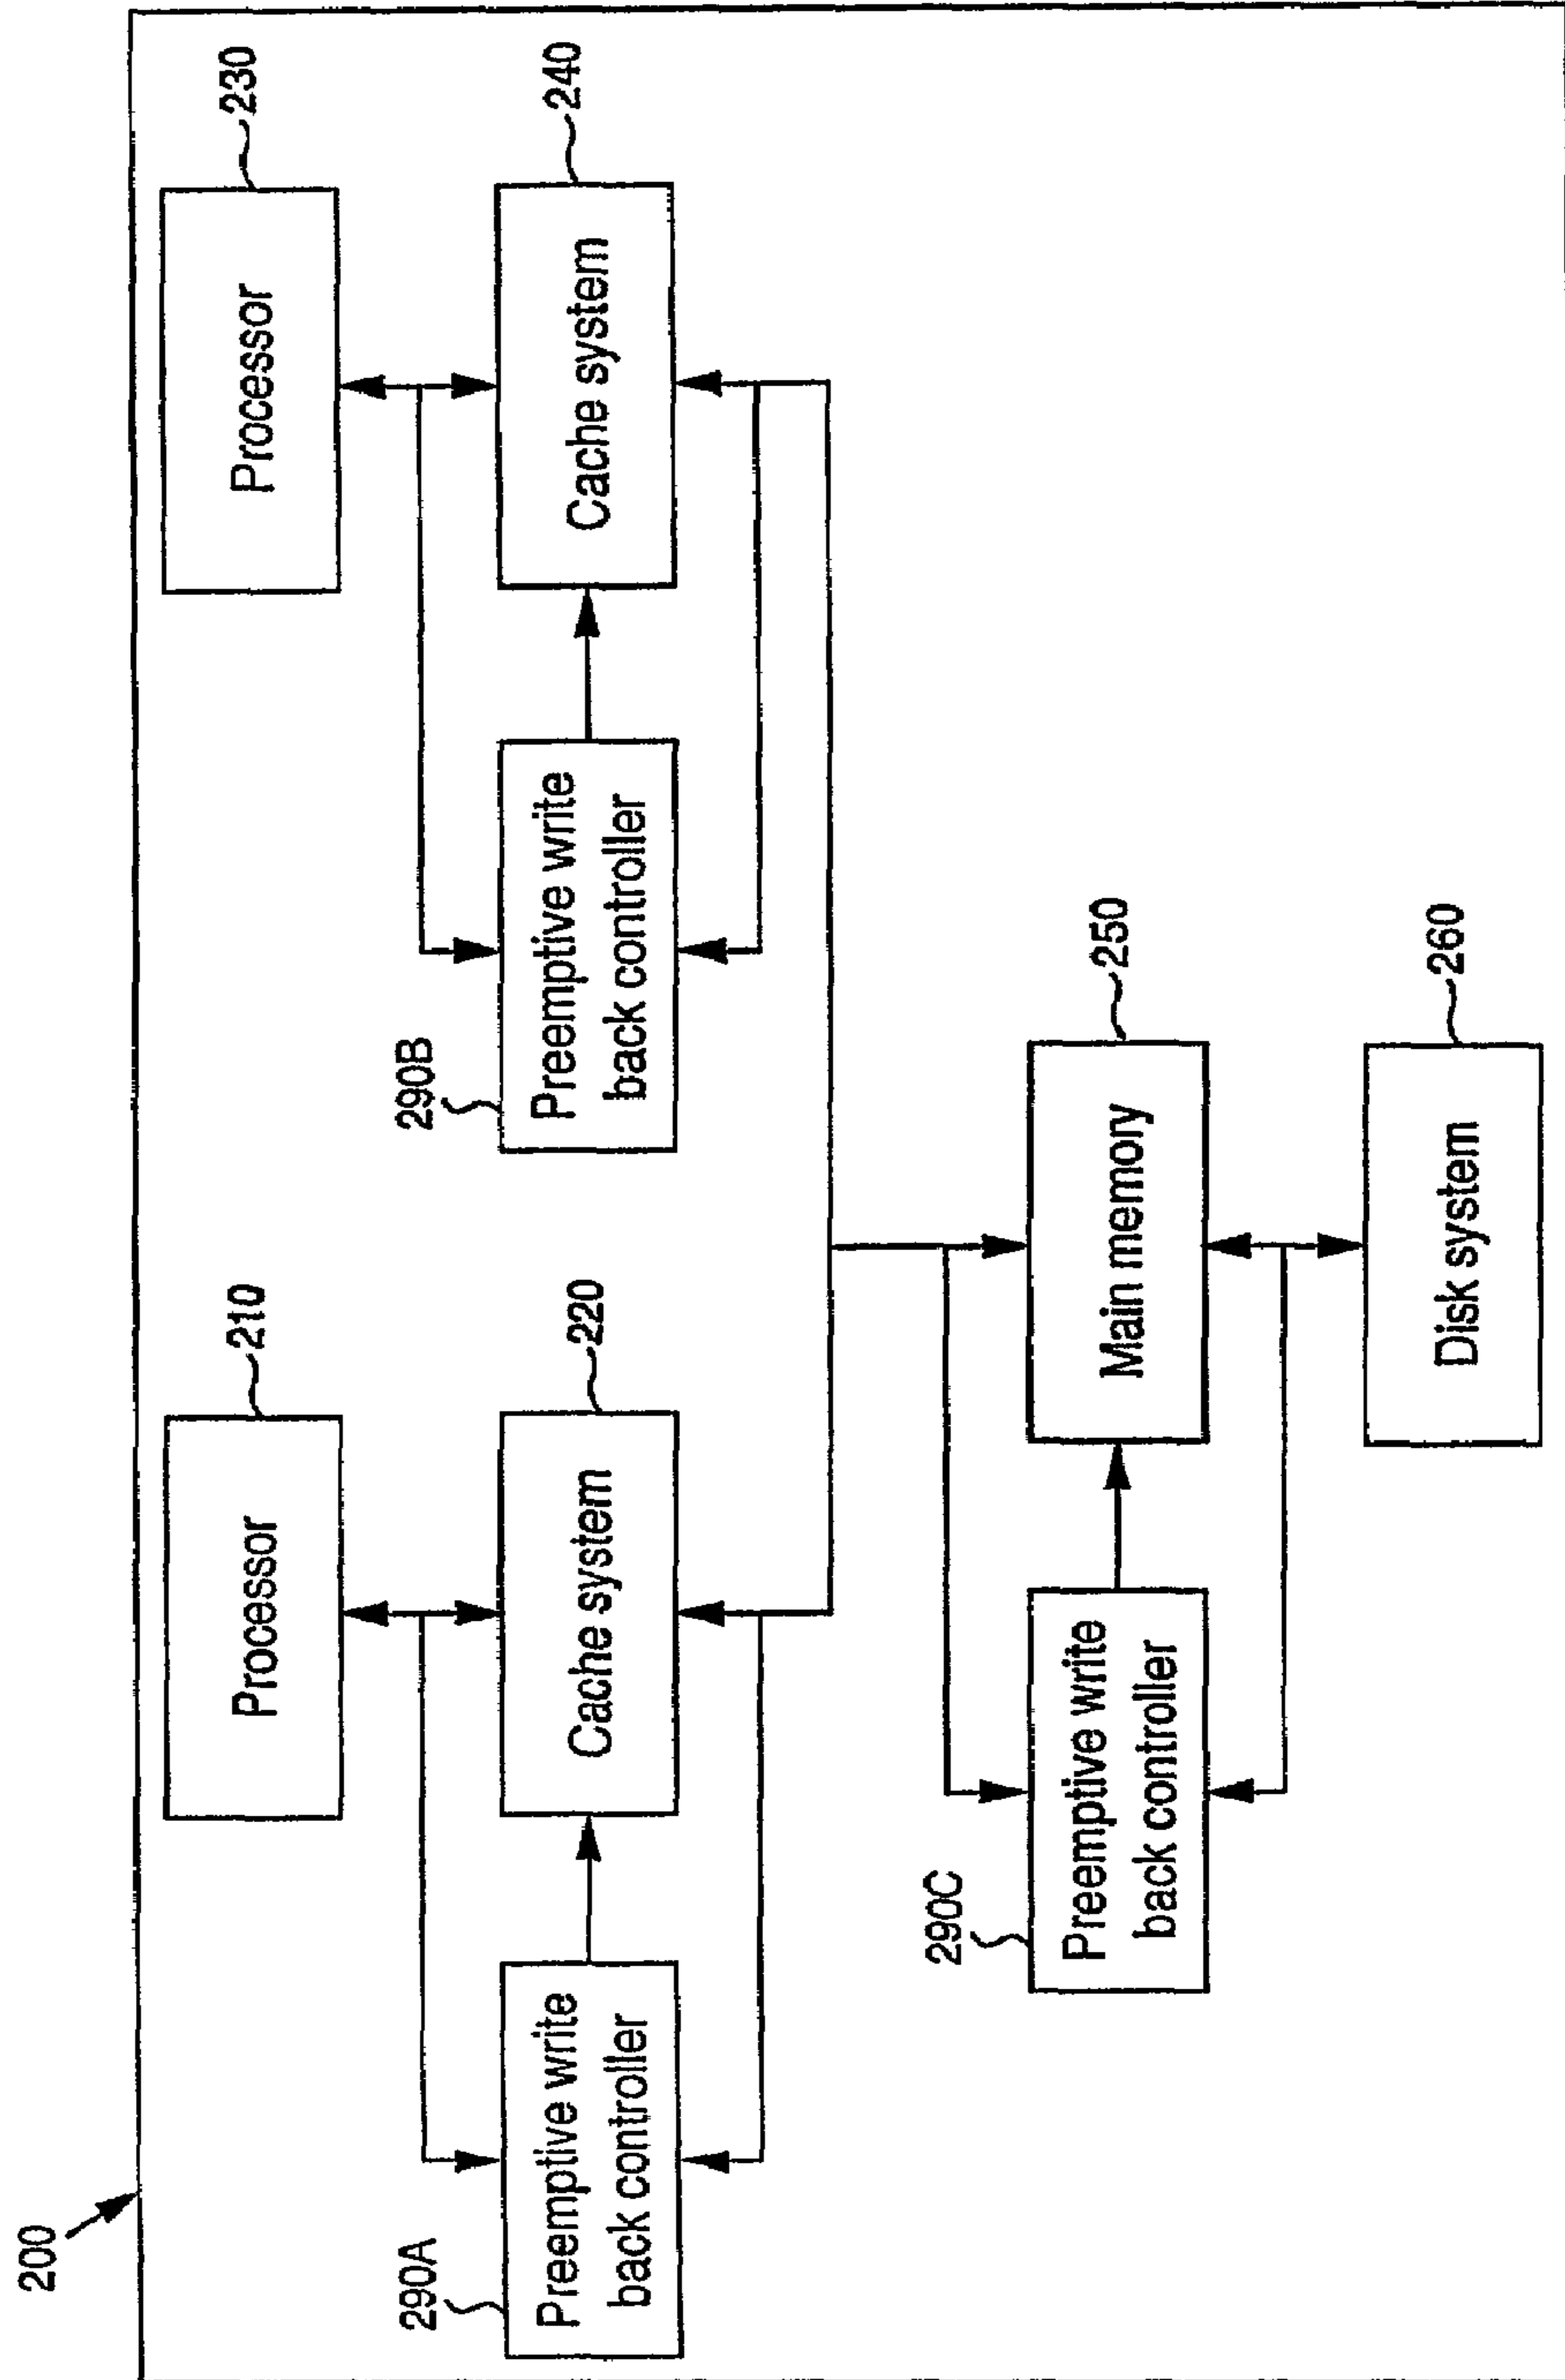 200
210
Processor
230
Processor
290A
Preemptive write
back controller
220
Cache system
290B
Preemptive write
back controller
240
Cache system
290C
Preemptive write
back controller
250
Main memory
260
Disk system